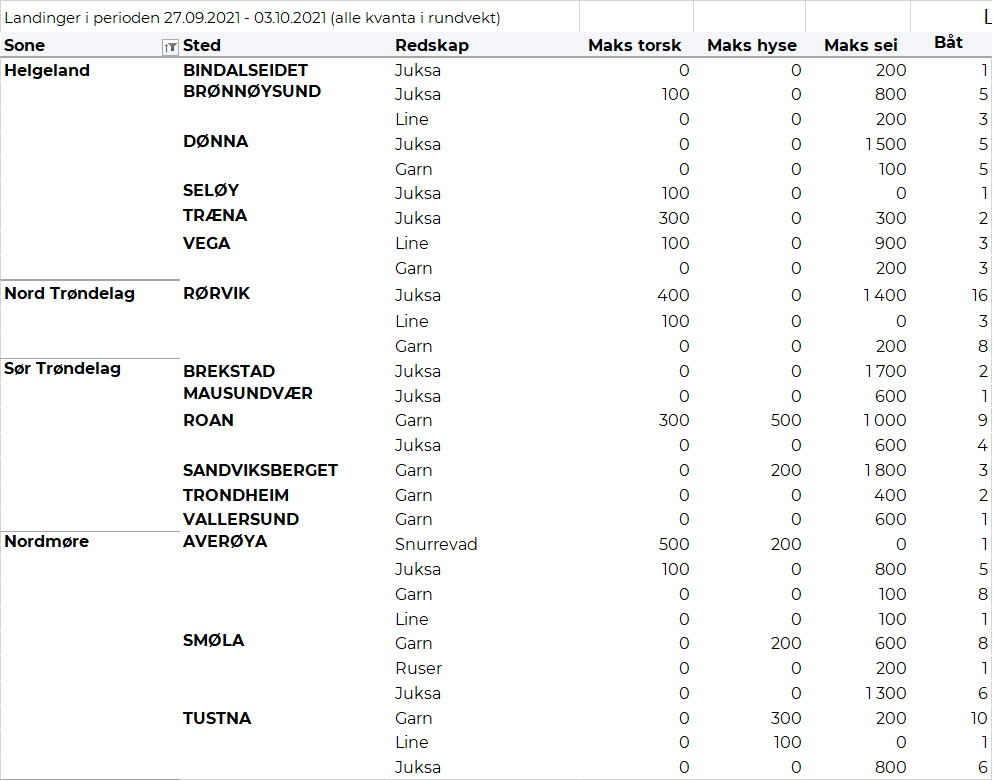 Landinger i perioden 27.09.2021 - 03.10.2021 (alle kvanta i rundvekt) L
Sone Sted Redskap Maks torsk Maks hyse Maks sei Båt
Helgeland BINDALSEIDET Juksa 0 0 200 1
BRØNNØYSUND Juksa 100 0 800 5
Line 0 0 200 3
DØNNA Juksa 0 0 1 500 5
Garn 0 0 100 5
SELØY Juksa 100 0 0 1
TRÆNA Juksa 300 0 300 2
VEGA Line 100 0 900 3
Garn 0 0 200 3
Nord Trøndelag RØRVIK Juksa 400 0 1 400 16
Line 100 0 0 3
Garn 0 0 200 8
Sør Trøndelag BREKSTAD Juksa 0 0 1 700 2
MAUSUNDVÆR Juksa 0 0 600 1
ROAN Garn 300 500 1 000 9
Juksa 0 0 600 4
SANDVIKSBERGET Garn 0 200 1 800 3
TRONDHEIM Garn 0 0 400 2
VALLERSUND Garn 0 0 600 1
Nordmøre AVERØYA Snurrevad 500 200 0 1
Juksa 100 0 800 5
Garn 0 0 100 8
Line 0 0 100 1
SMØLA Garn 0 200 600 8
Ruser 0 0 200 1
Juksa 0 0 1 300 6
TUSTNA Garn 0 300 200 10
Line 0 100 0 1
Juksa 0 0 800 6